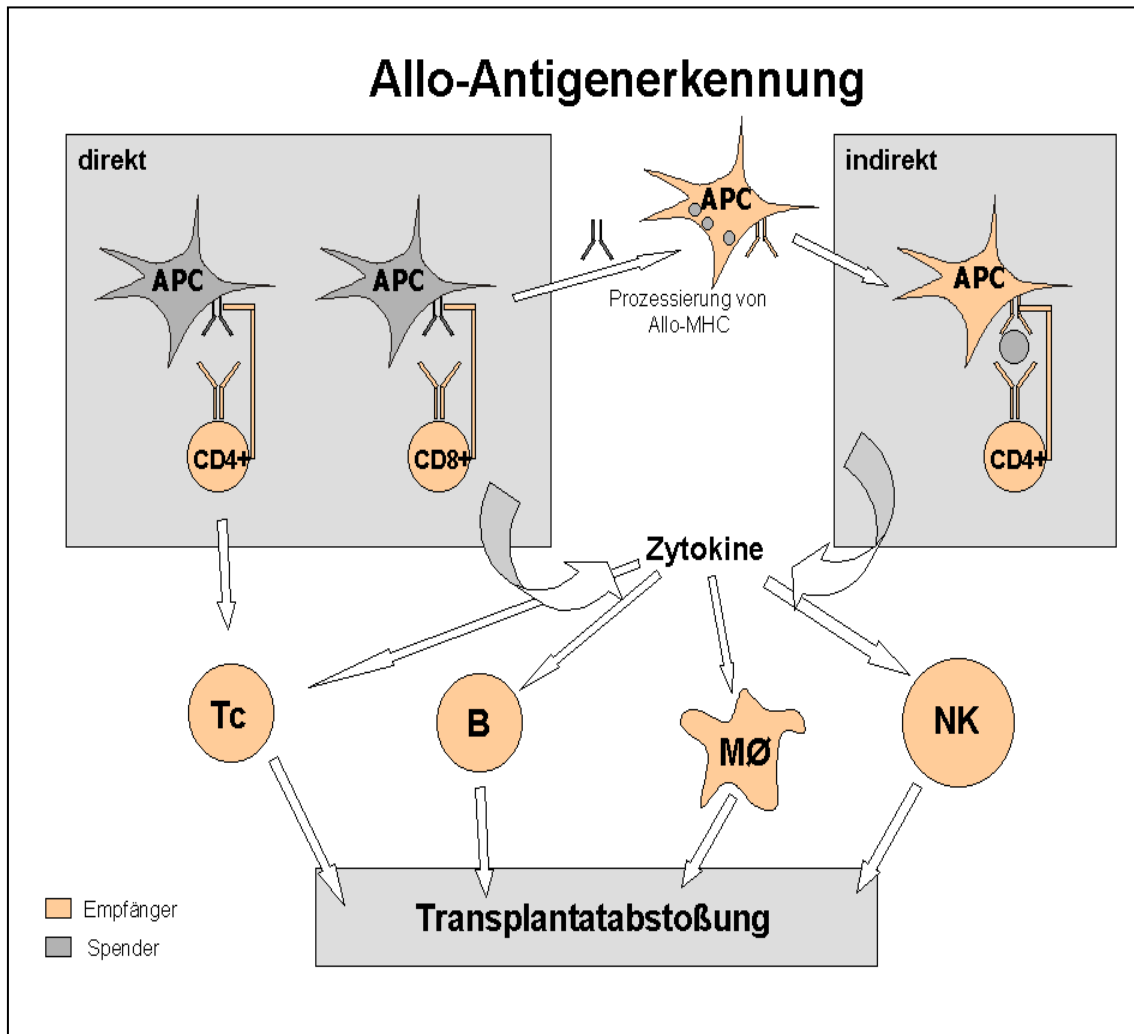 Allo-Antigenerkennung
direkt
indirekt
APC
APC
APC
APC
Prozessierung von
Allo-MHC
CD4+
CD8+
CD4+
Zytokine
Tc
B
MØ
NK
Transplantatabstoßung
Empfänger
Spender